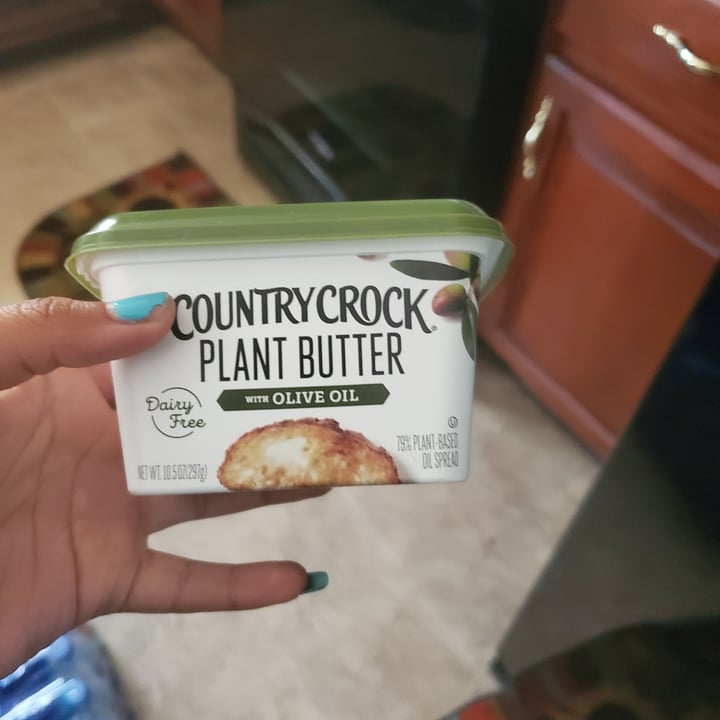 COUNTRY CROCK®
PLANT BUTTER
WITH OLIVE OIL
Dairy
Free
79% PLANT-BASED
OIL SPREAD
NET WT. 10.5 OZ (297g)